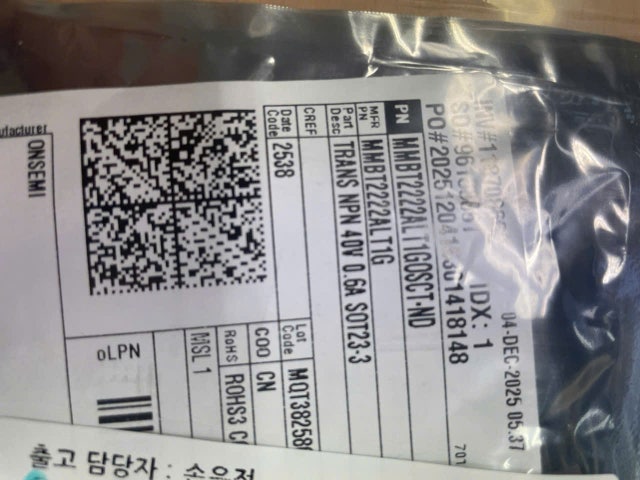 04-DEC-2025 05:37
IDX: 1
PN MMBT2222ALT1GOSCT-ND
MFR PN MMBT2222ALT1G
Part Desc TRANS NPN 40V 0.6A SOT23-3
CREF
Date Code 2538
Lot Code
COO CN
RoHS ROHS3
MSL 1
oLPN
ONSEMI
출고 담당자 :